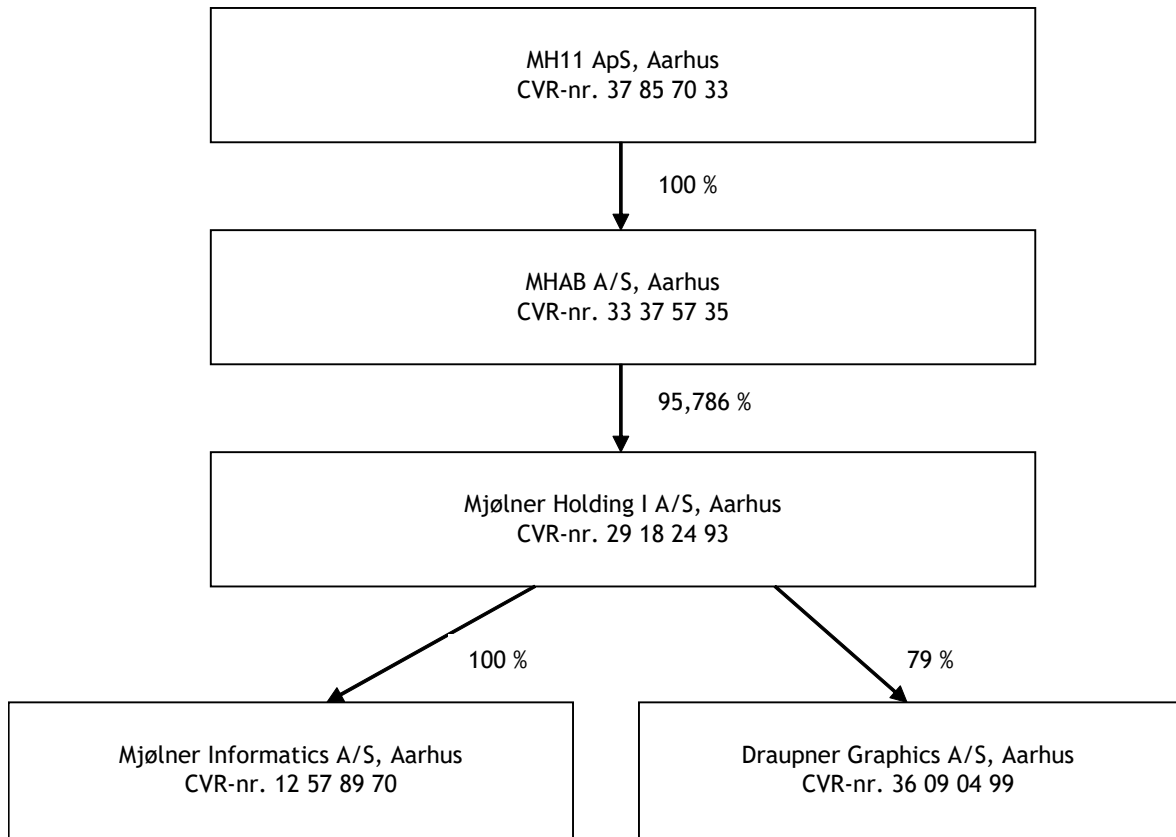 MH11 ApS, Aarhus
CVR-nr. 37 85 70 33
100 %
MHAB A/S, Aarhus
CVR-nr. 33 37 57 35
95,786 %
Mjølner Holding I A/S, Aarhus
CVR-nr. 29 18 24 93
100 %
79 %
Mjølner Informatics A/S, Aarhus
CVR-nr. 12 57 89 70
Draupner Graphics A/S, Aarhus
CVR-nr. 36 09 04 99